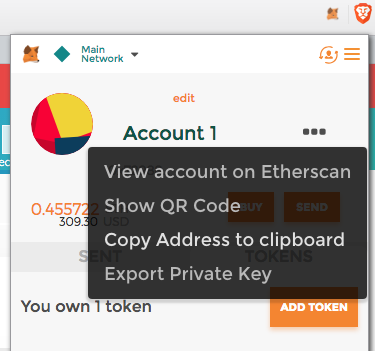 Main
Network
edit
Account 1
View account on Etherscan
0.455722
Show QR Code
BUY
SEND
309.30 USD
Copy Address to clipboard
SENT
TOKENS
Export Private Key
You own 1 token
ADD TOKEN